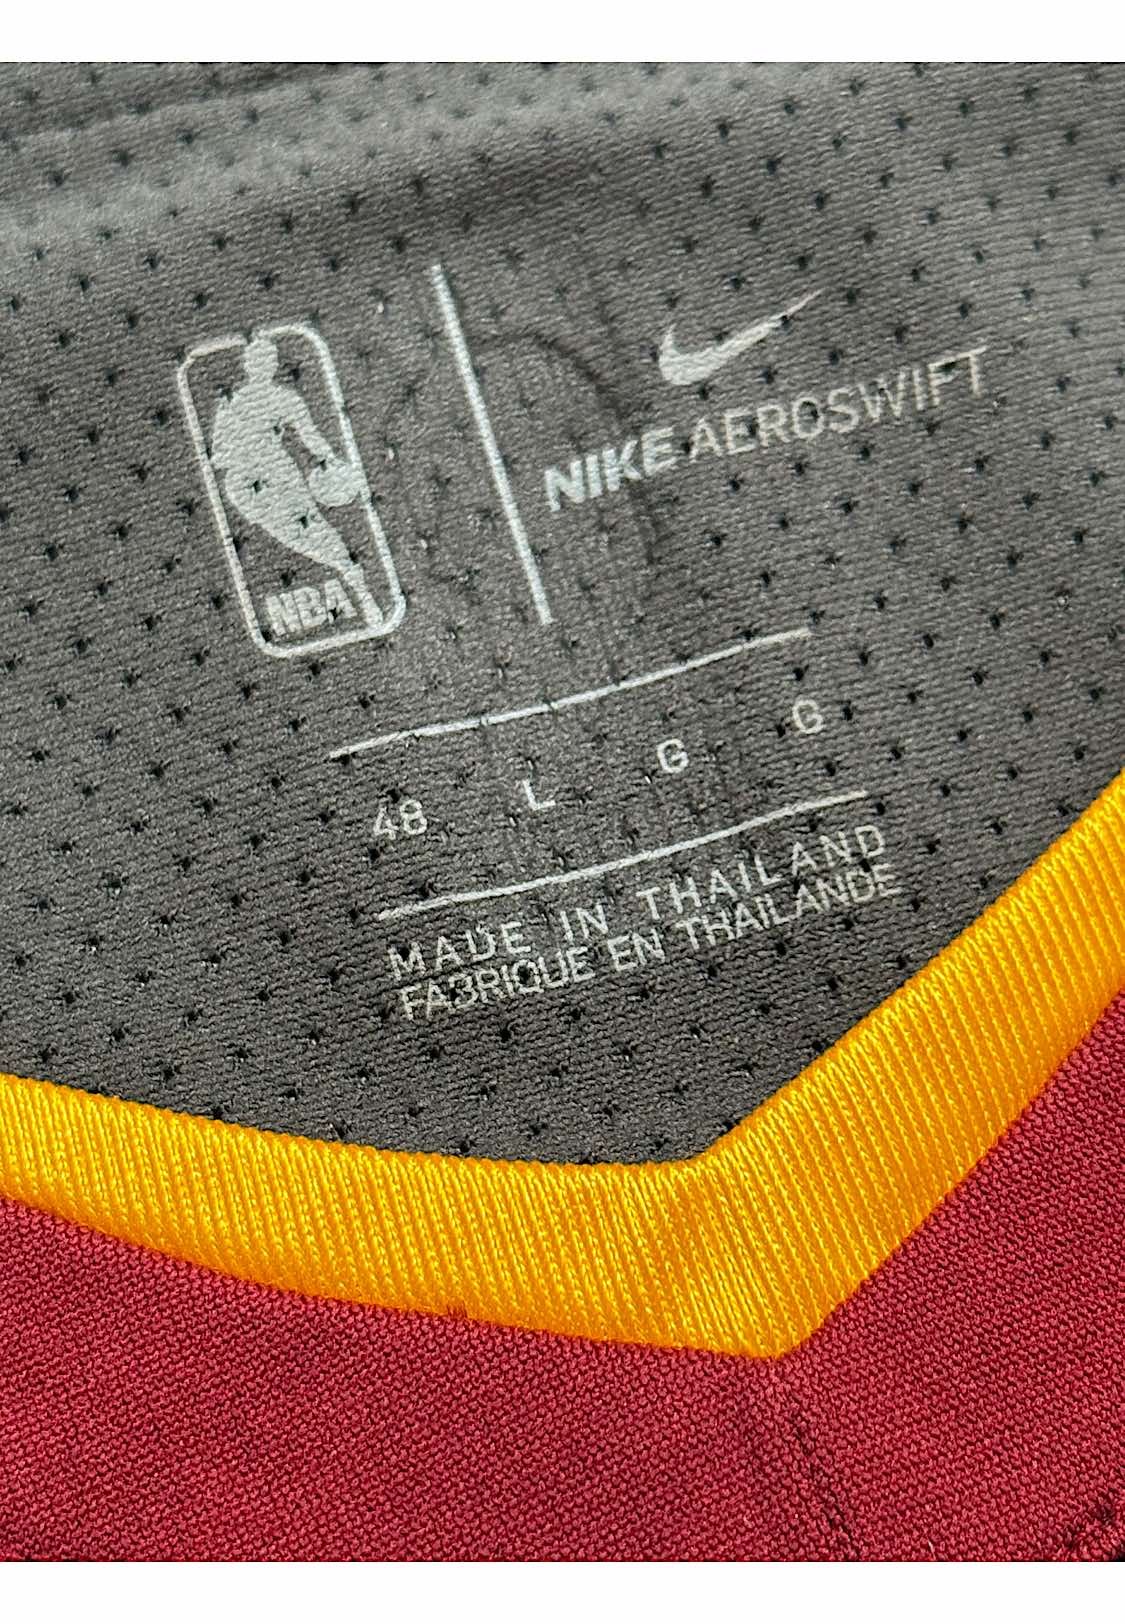 NBA
NIKE AEROSWIFT
48 L G G
MADE IN THAILAND
FABRIQUE EN THAILANDE